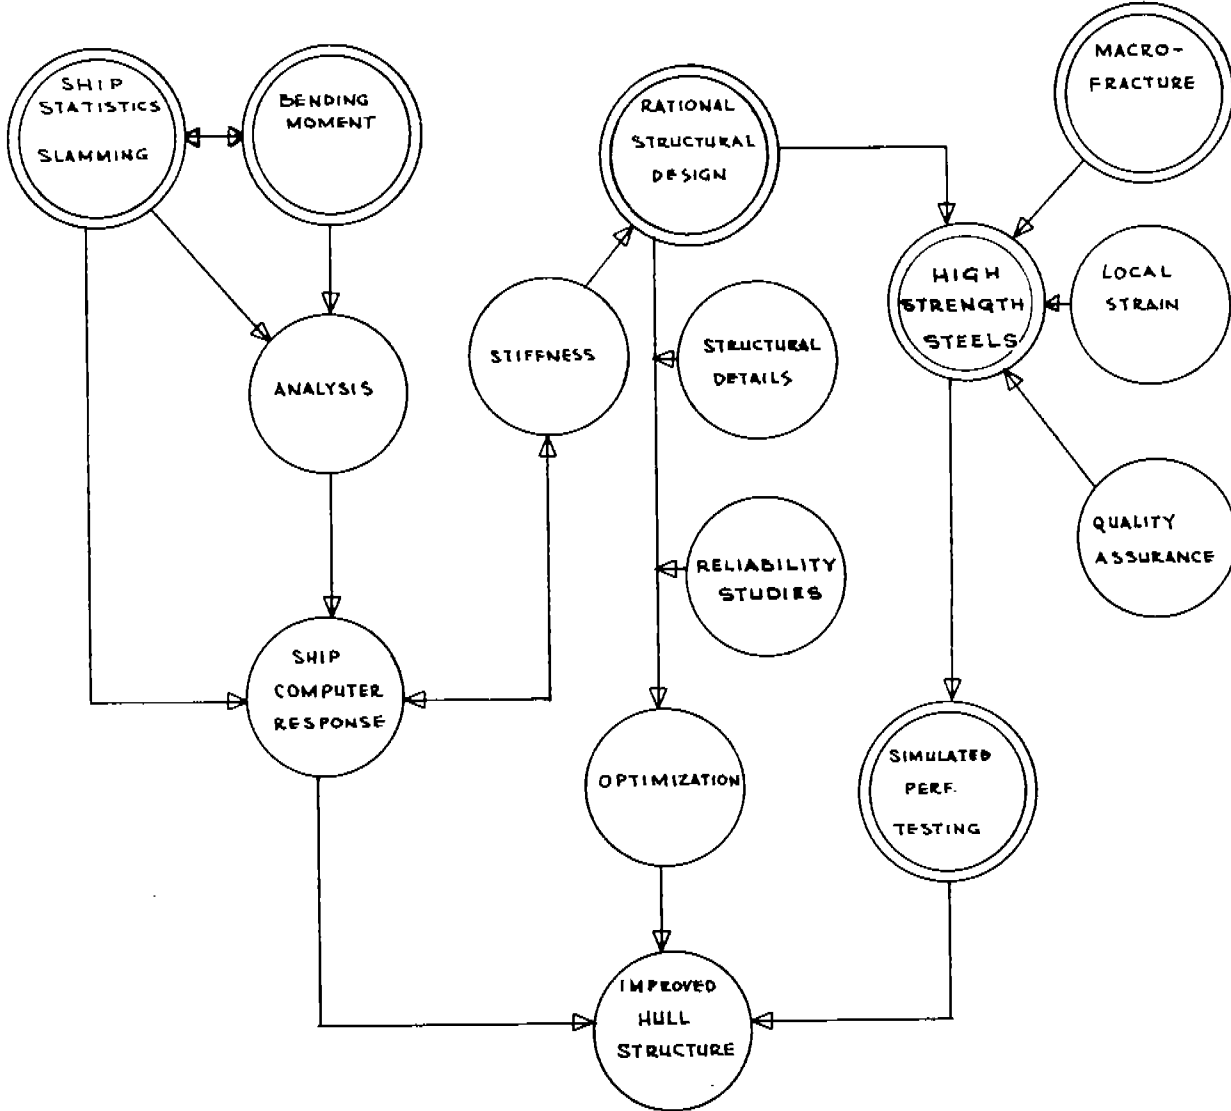 SHIP
STATISTICS
SLAMMING
BENDING
MOMENT
RATIONAL
STRUCTURAL
DESIGN
MACRO-
FRACTURE
HIGH
STRENGTH
STEELS
LOCAL
STRAIN
STIFFNESS
STRUCTURAL
DETAILS
ANALYSIS
QUALITY
ASSURANCE
RELIABILITY
STUDIES
SHIP
COMPUTER
RESPONSE
OPTIMIZATION
SIMULATED
PERF.
TESTING
IMPROVED
HULL
STRUCTURE